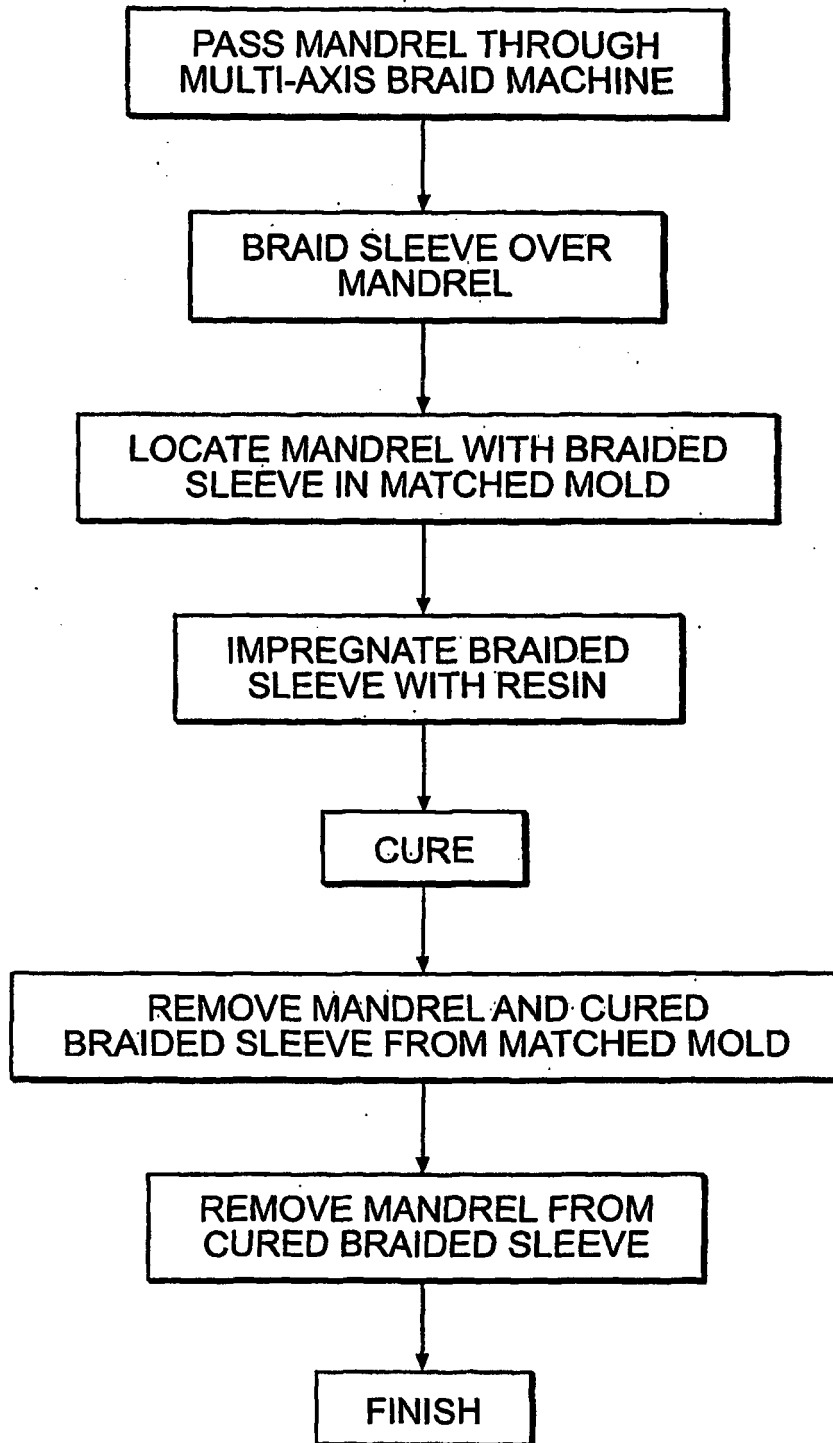 PASS MANDREL THROUGH
MULTI-AXIS BRAID MACHINE
BRAID SLEEVE OVER
MANDREL
LOCATE MANDREL WITH BRAIDED
SLEEVE IN MATCHED MOLD
IMPREGNATE BRAIDED
SLEEVE WITH RESIN
CURE
REMOVE MANDREL AND CURED
BRAIDED SLEEVE FROM MATCHED MOLD
REMOVE MANDREL FROM
CURED BRAIDED SLEEVE
FINISH